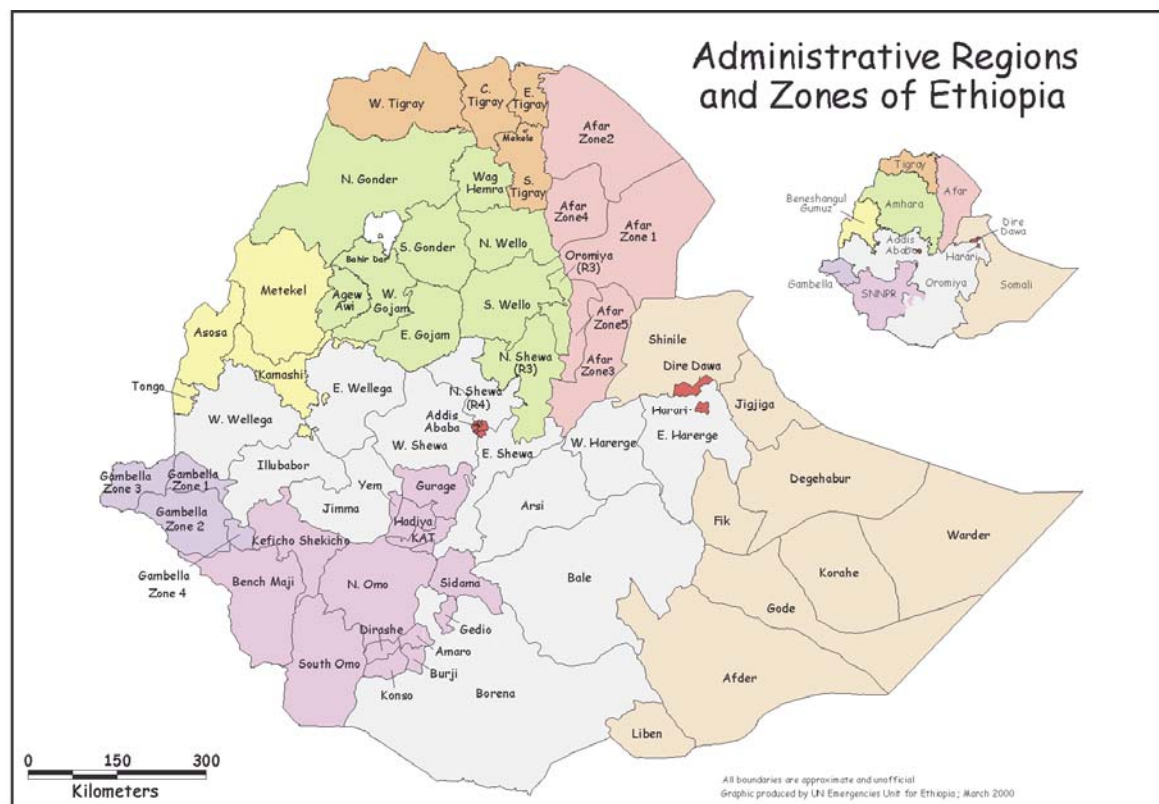 Administrative Regions
and Zones of Ethiopia
W. Tigray
C.
Tigray
E.
Tigray
Mekele
S.
Tigray
Afar
Zone2
N. Gonder
Wag
Hemra
Afar
Zone4
Afar
Zone 1
S. Gonder
N. Wello
Bahir Dar
Oromiya
(R3)
Metekel
Agew
Awi
W.
Gojam
S. Wello
E. Gojam
Afar
Zone5
Asosa
Shinile
N. Shewa
(R3)
Afar
Zone3
Dire Dawa
Kamashi
Tongo
E. Wellega
N. Shewa
(R4)
Jigjiga
W. Wellega
Addis
Ababa
Harari
W. Shewa
E. Shewa
W. Harerge
E. Harerge
Illubabor
Gambella
Zone 3
Gambella
Zone 1
Yem
Gurage
Degehabur
Jimma
Arsi
Gambella
Zone 2
Hadiya
Fik
KAT
Keficho Shekicho
Warder
Gambella
Zone 4
Bench Maji
N. Omo
Sidama
Bale
Korahe
Gode
Gedio
Dirashe
Amaro
South Omo
Burji
Konso
Borena
Afder
Liben
Tigray
Beneshangul
Gumuz
Amhara
Afar
Dire
Dawa
Addis
Ababa
Harari
Gambella
SNNPR
Oromiya
Somali
0 150 300
Kilometers
All boundaries are approximate and unofficial
Graphic produced by UN Emergencies Unit for Ethiopia; March 2000